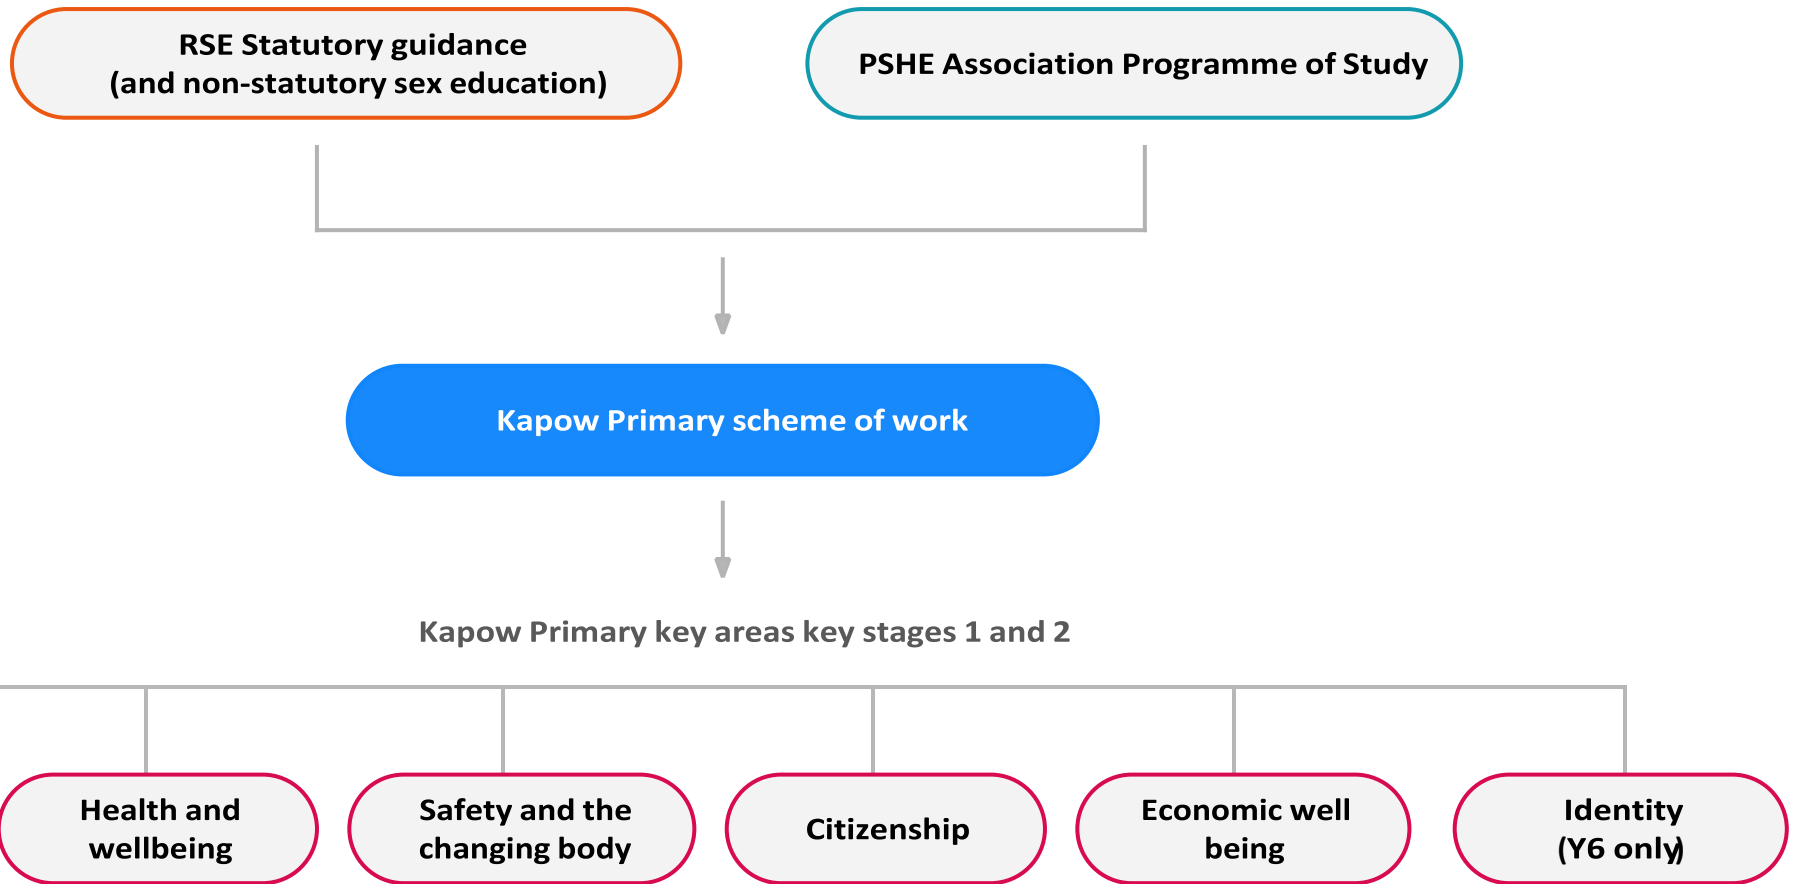 RSE Statutory guidance
(and non-statutory sex education)
PSHE Association Programme of Study
Kapow Primary scheme of work
Kapow Primary key areas key stages 1 and 2
Health and
wellbeing
Safety and the
changing body
Citizenship
Economic well
being
Identity
(Y6 only)